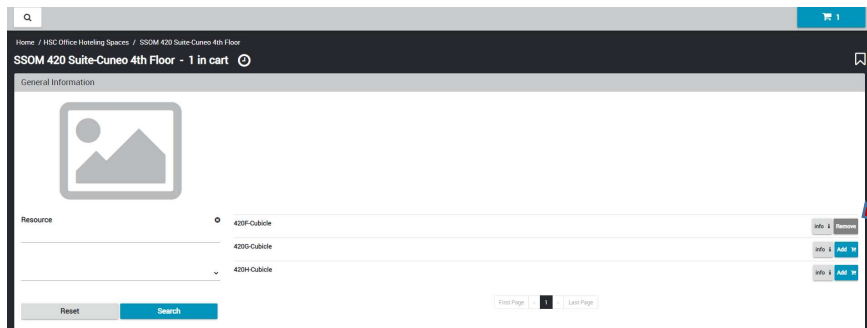 1
Home / HSC Office Hoteling Spaces / SSOM 420 Suite-Cuneo 4th Floor
SSOM 420 Suite-Cuneo 4th Floor - 1 in cart
General Information
Resource
420F-Cubicle
info i Remove
420G-Cubicle
info i Add
420H-Cubicle
info i Add
First Page 1 Last Page
Reset Search